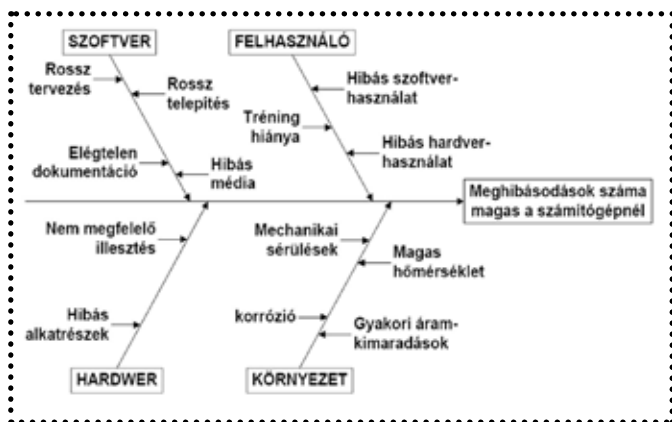 SZOFTVER
Rossz
tervezés
Rossz
telepítés
Elégtelen
dokumentáció
Hibás
média
FELHASZNÁLÓ
Hibás szoftver-
használat
Tréning
hiánya
Hibás hardver-
használat
Meghibásodások száma
magas a számítógépnél
Nem megfelelő
illesztés
Hibás
alkatrészek
HARDWER
Mechanikai
sérülések
Magas
hőmérséklet
korrózió
Gyakori áram-
kimaradások
KÖRNYEZET